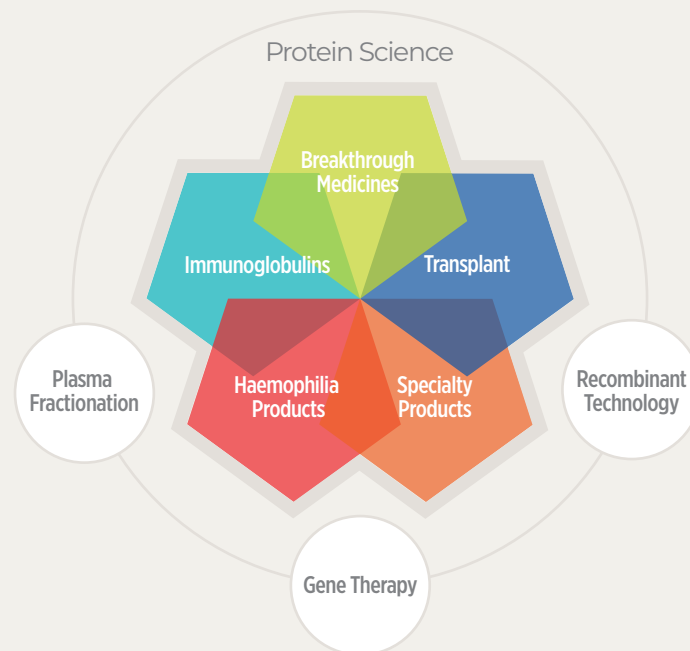 Protein Science
Breakthrough
Medicines
Immunoglobulins
Transplant
Haemophilia
Products
Specialty
Products
Plasma
Fractionation
Recombinant
Technology
Gene Therapy